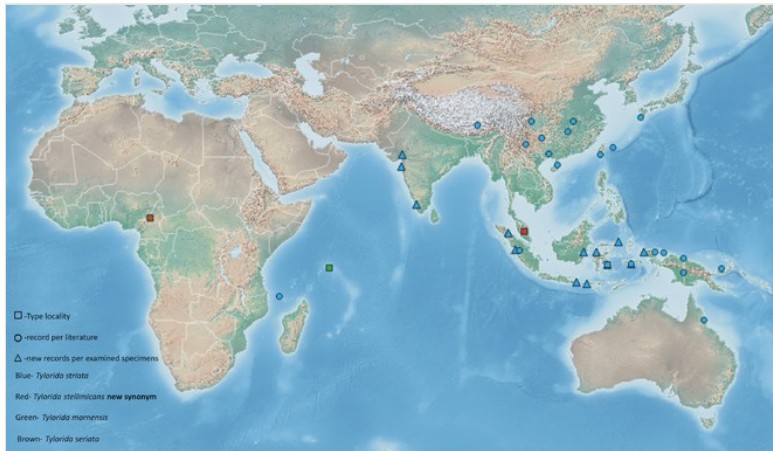 -Type locality
-record per literature
-new records per examined specimens
Blue- Tylorida striata
Red- Tylorida stellimicans new synonym
Green- Tylorida marnensis
Brown- Tylorida seriata